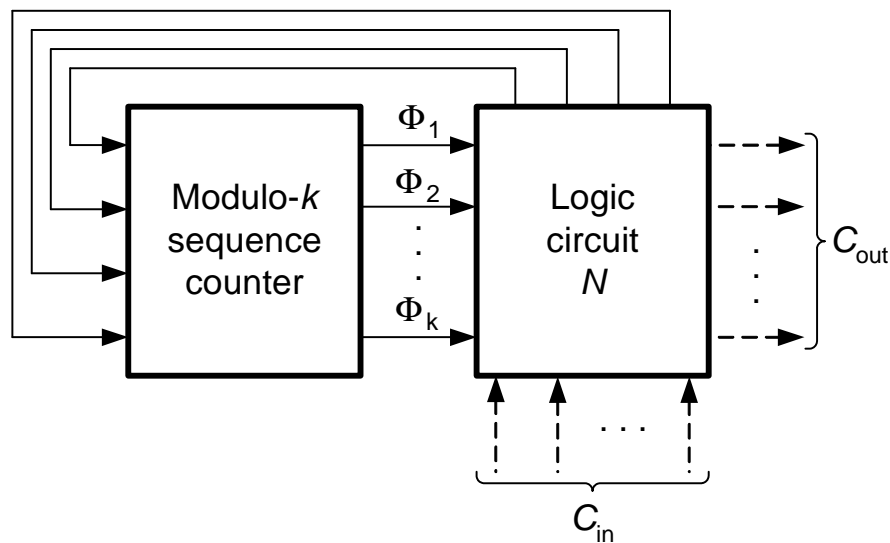 Modulo-k
sequence
counter
Φ1
Φ2
. . .
Φk
Logic
circuit
N
. . .
Cout
. . .
Cin